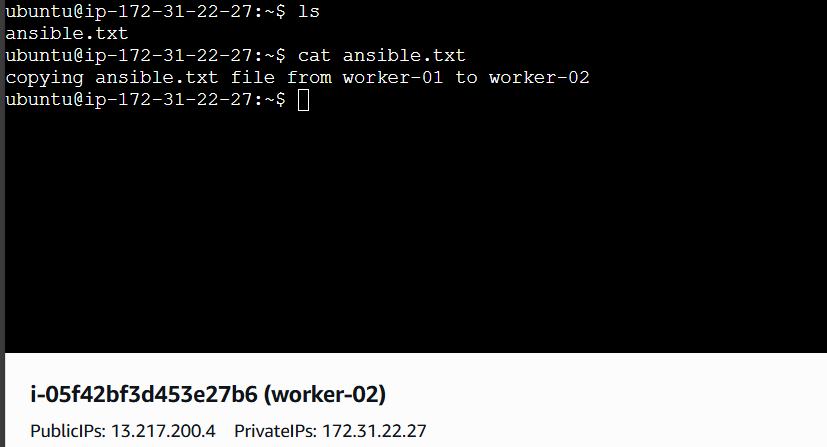 ubuntu@ip-172-31-22-27:~$ ls
ansible.txt
ubuntu@ip-172-31-22-27:~$ cat ansible.txt
copying ansible.txt file from worker-01 to worker-02
ubuntu@ip-172-31-22-27:~$
i-05f42bf3d453e27b6 (worker-02)
PublicIPs: 13.217.200.4 PrivateIPs: 172.31.22.27